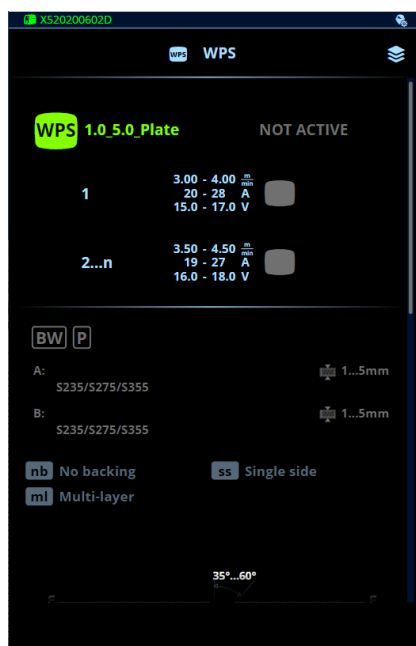 X520200602D
WPS WPS
WPS 1.0_5.0_Plate NOT ACTIVE
1
3.00 - 4.00 m/min
20 - 28 A
15.0 - 17.0 V
2...n
3.50 - 4.50 m/min
19 - 27 A
16.0 - 18.0 V
BW P
A: 1...5mm
S235/S275/S355
B: 1...5mm
S235/S275/S355
nb No backing ss Single side
ml Multi-layer
35°...60°